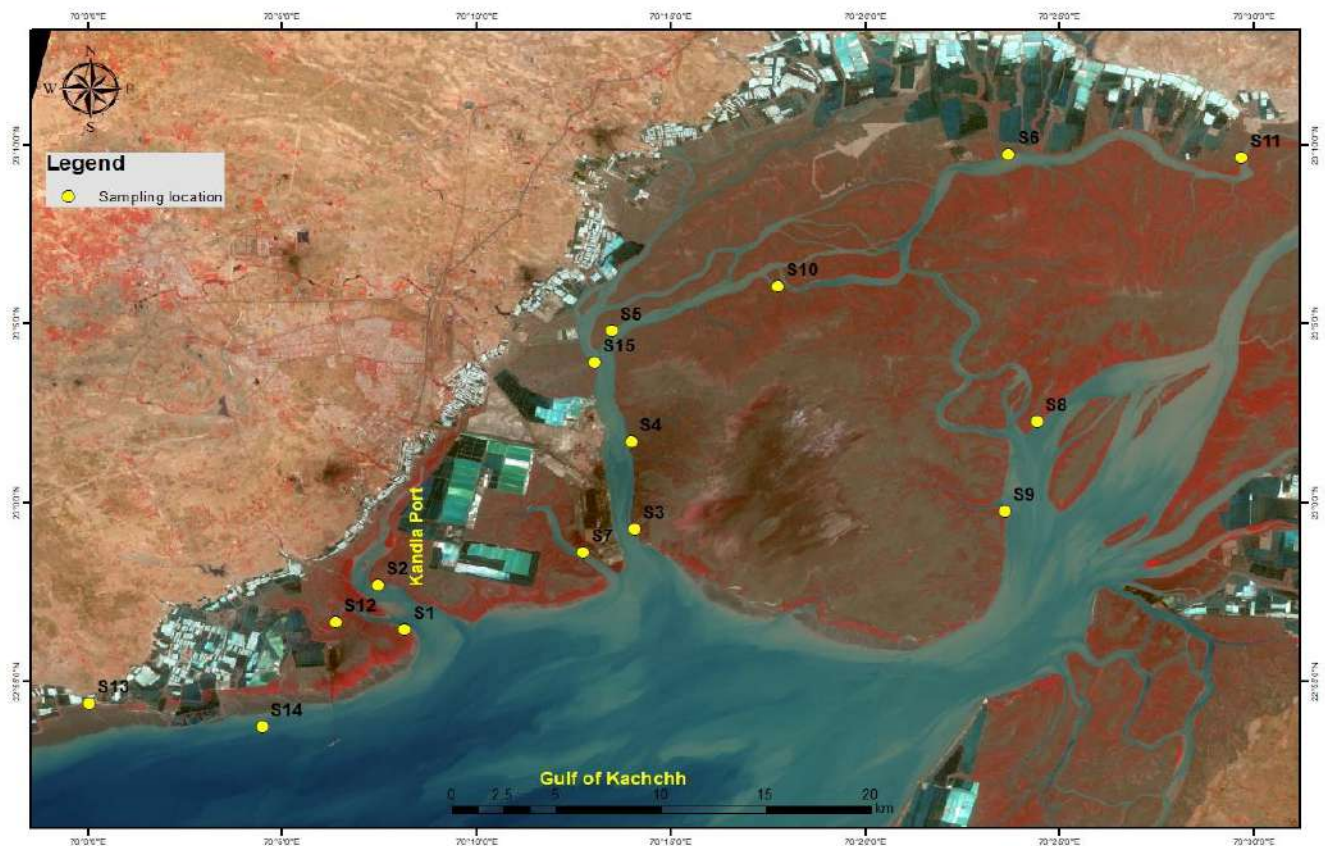 N
W E
S
Legend
Sampling location
S6
S11
S10
S5
S15
S8
S4
S9
S3
S7
Kandla Port
S2
S12
S1
S13
S14
Gulf of Kachchh
0 2.5 5 10 15 20
km